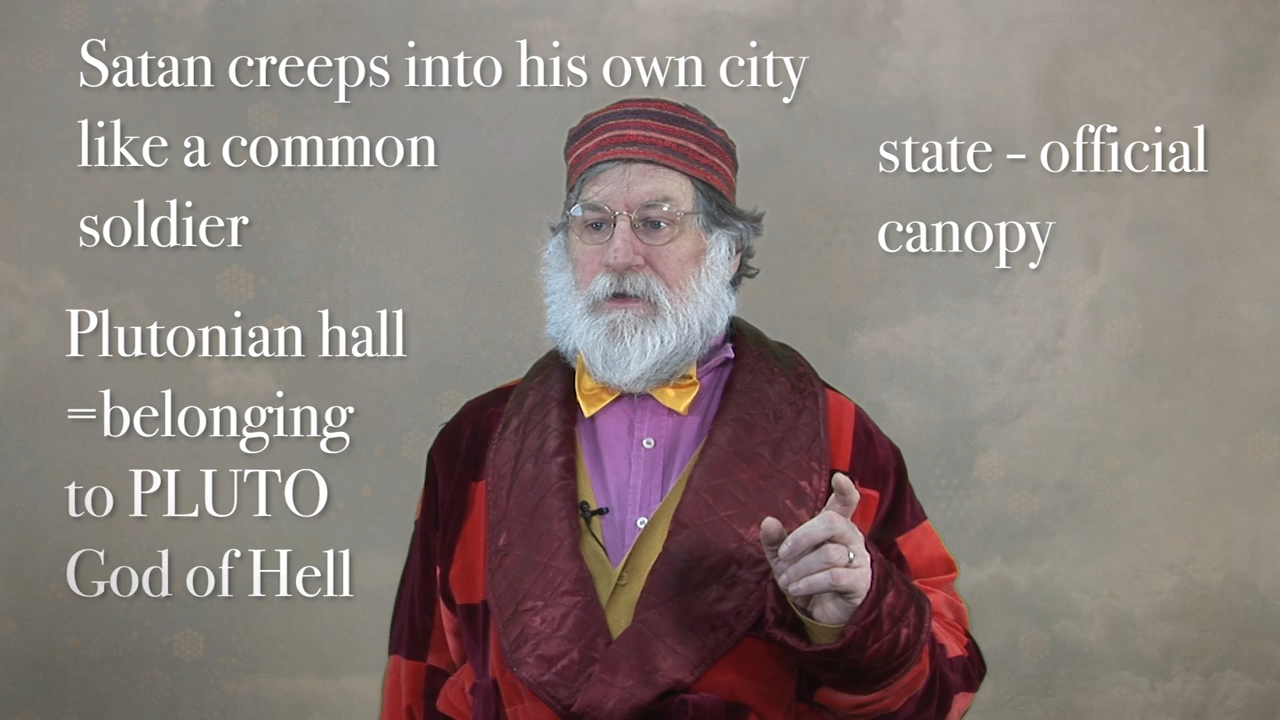 Satan creeps into his own city
like a common
soldier
state - official
canopy
Plutonian hall
=belonging
to PLUTO
God of Hell